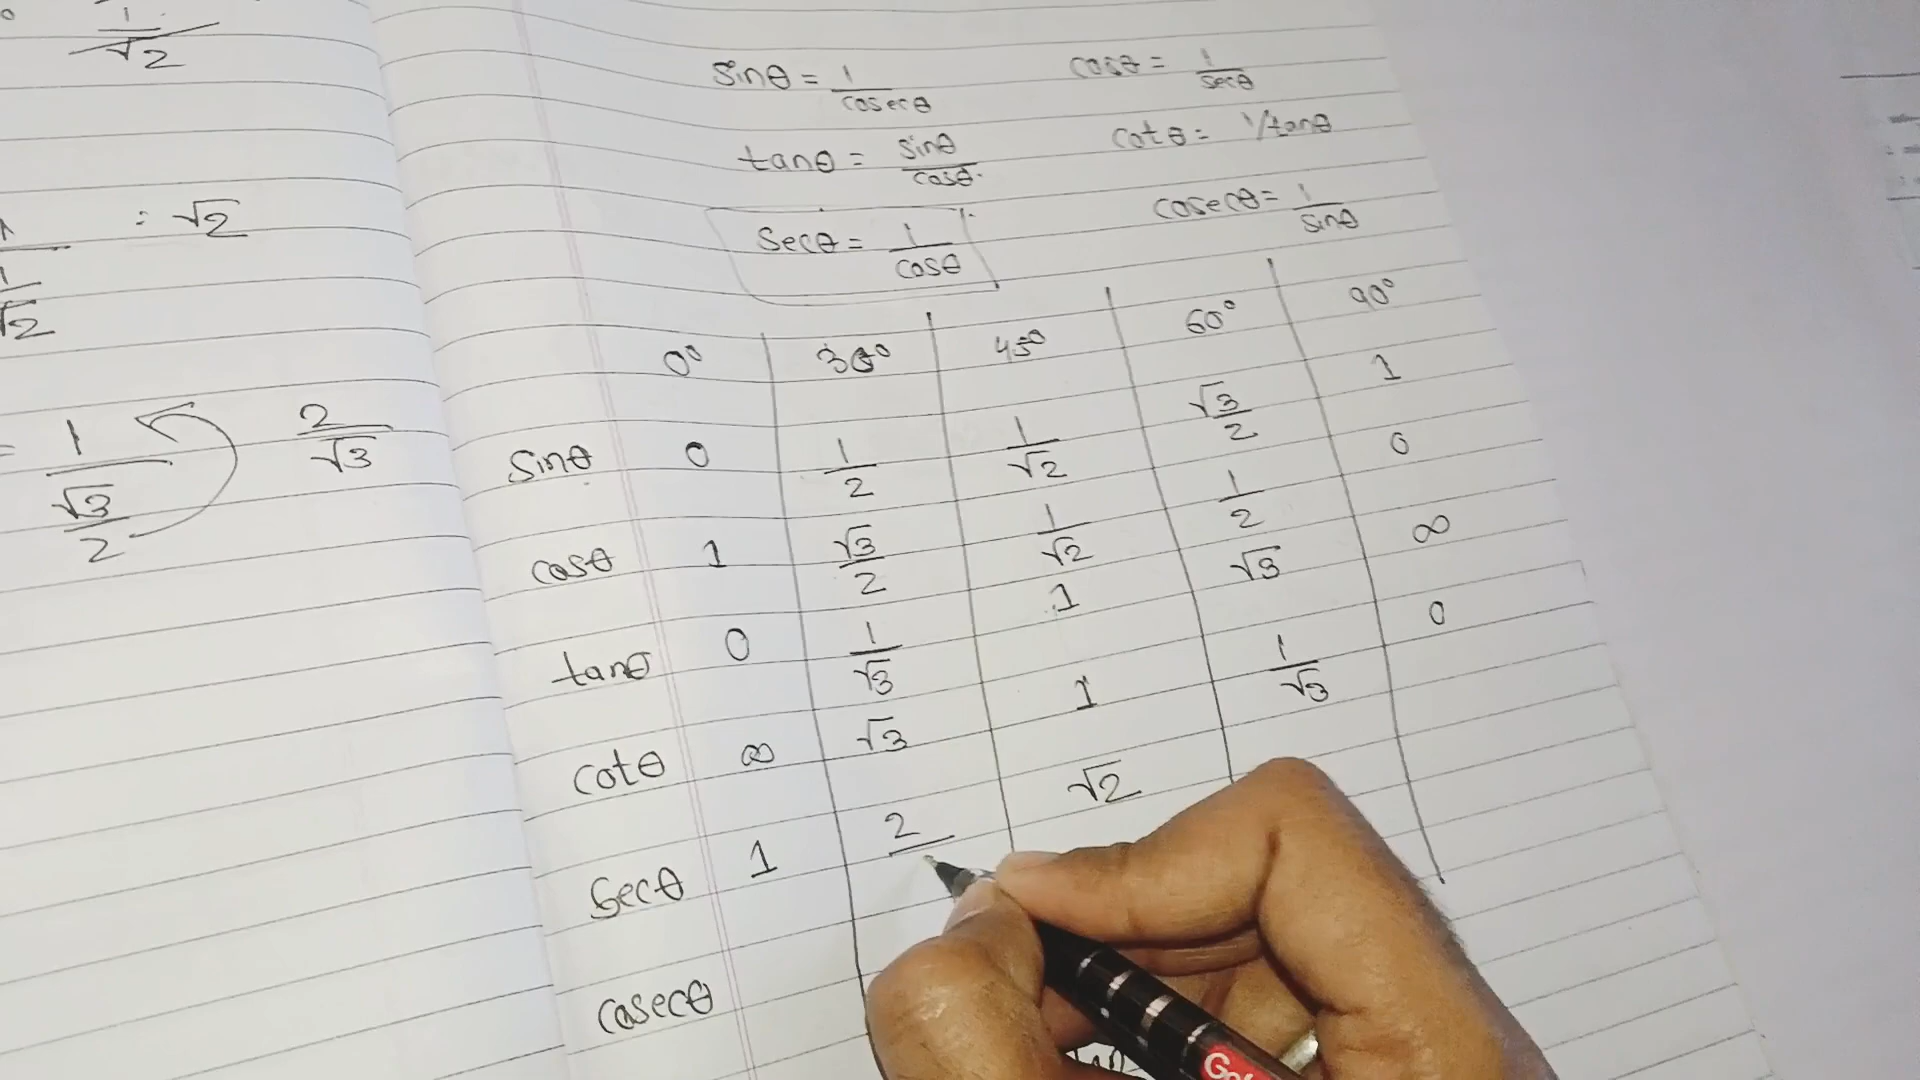 1/√2
1/(1/√2) = √2
= 1/(√3/2) 2/√3
sinθ = 1/cosecθ cosθ = 1/secθ
tanθ = sinθ/cosθ. cotθ = 1/tanθ
secθ = 1/cosθ cosecθ = 1/sinθ
0° 30° 45° 60° 90°
sinθ 0 1/2 1/√2 √3/2 1
cosθ 1 √3/2 1/√2 1/2 0
tanθ 0 1/√3 1 √3 ∞
cotθ ∞ √3 1 1/√3 0
secθ 1 2/ √2
cosecθ